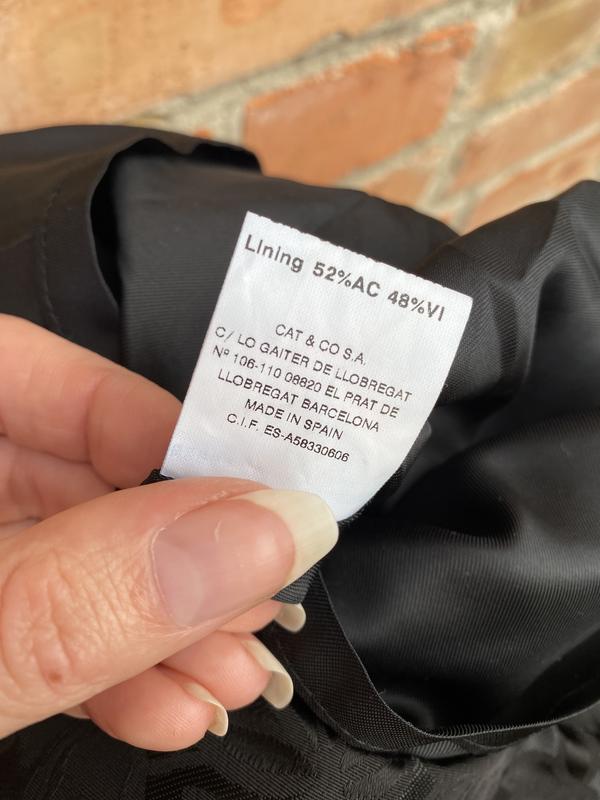 Lining 52%AC 48%VI
CAT & CO S.A.
C/ LO GAITER DE LLOBREGAT
Nº 106-110 08820 EL PRAT DE
LLOBREGAT BARCELONA
MADE IN SPAIN
C.I.F. ES-A58330606